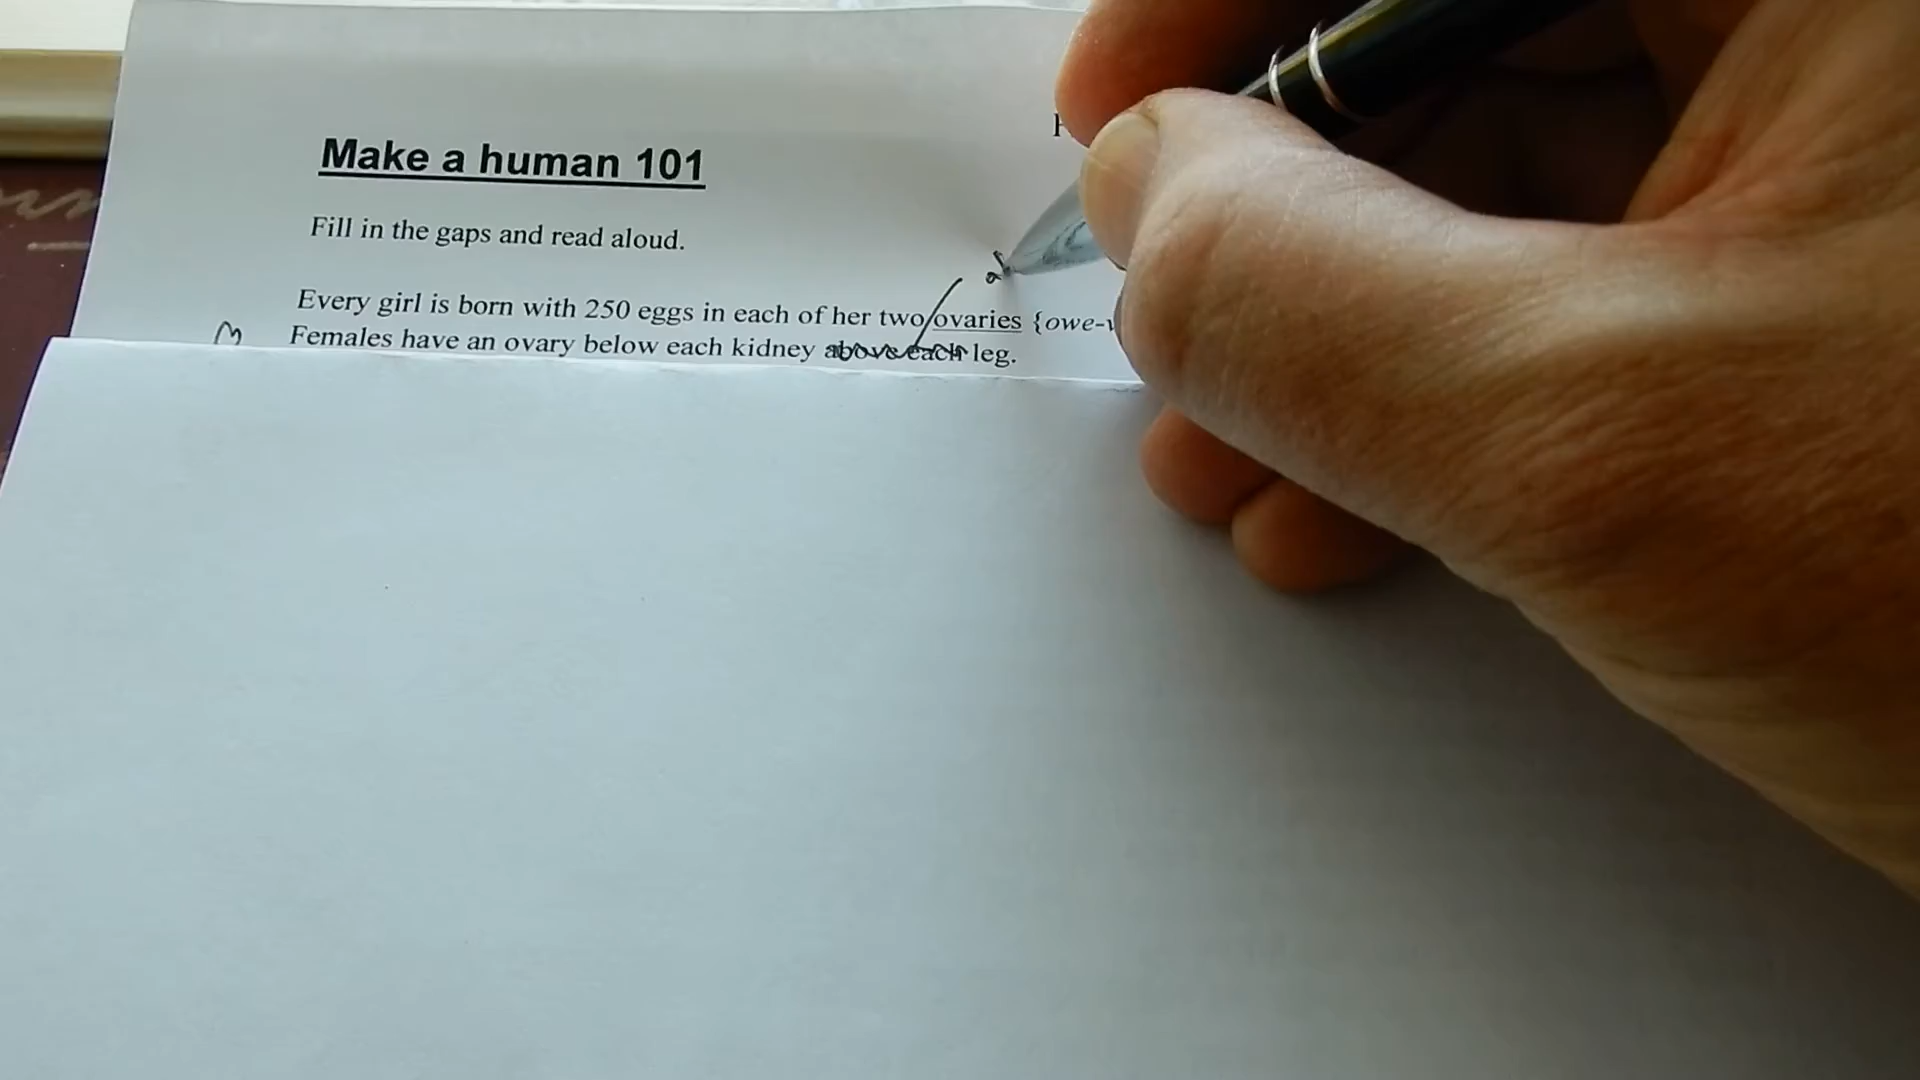 Make a human 101
Fill in the gaps and read aloud.
Every girl is born with 250 eggs in each of her two ovaries {owe-
Females have an ovary below each kidney above each leg.